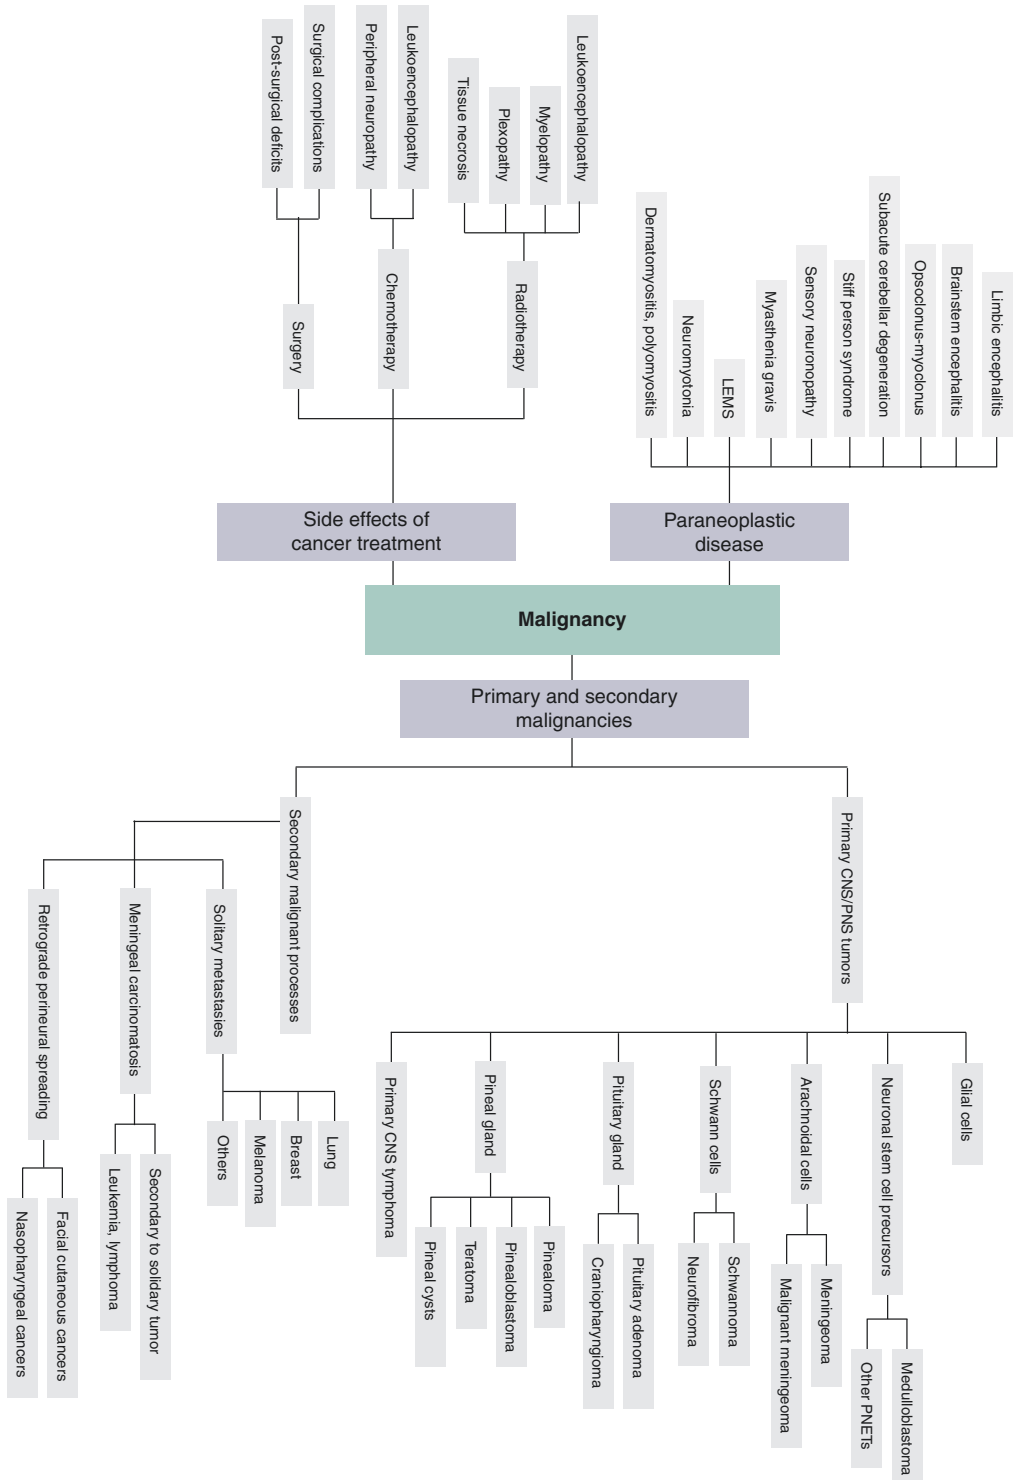 Post-surgical deficits
Surgical complications
Peripheral neuropathy
Leukoencephalopathy
Tissue necrosis
Plexopathy
Myelopathy
Leukoencephalopathy
Surgery
Chemotherapy
Radiotherapy
Dermatomyositis, polyomyositis
Neuromyotonia
LEMS
Myasthenia gravis
Sensory neuronopathy
Stiff person syndrome
Subacute cerebellar degeneration
Opsoclonus-myoclonus
Brainstem encephalitis
Limbic encephalitis
Side effects of
cancer treatment
Paraneoplastic
disease
Malignancy
Primary and secondary
malignancies
Secondary malignant processes
Primary CNS/PNS tumors
Retrograde perineural spreading
Meningeal carcinomatosis
Solitary metastasies
Nasopharyngeal cancers
Facial cutaneous cancers
Leukemia, lymphoma
Secondary to solidary tumor
Others
Melanoma
Breast
Lung
Primary CNS tymphoma
Pineal gland
Pituitary gland
Schwann cells
Arachnoidal cells
Neuronal stem cell precursors
Glial cells
Pineal cysts
Teratoma
Pinealoblastoma
Pinealoma
Craniopharyngioma
Pituitary adenoma
Neurofibroma
Schwannoma
Malignant meningeoma
Meningeoma
Other PNETs
Medulloblastoma